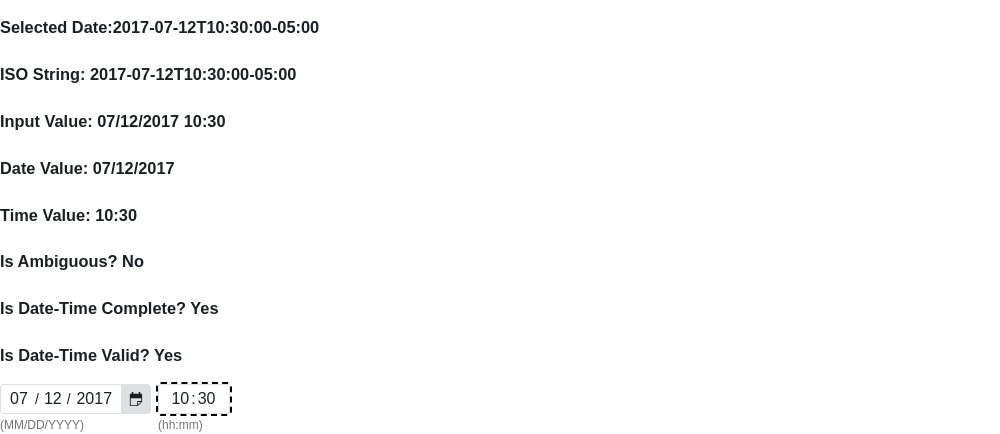 Selected Date:2017-07-12T10:30:00-05:00
ISO String: 2017-07-12T10:30:00-05:00
Input Value: 07/12/2017 10:30
Date Value: 07/12/2017
Time Value: 10:30
Is Ambiguous? No
Is Date-Time Complete? Yes
Is Date-Time Valid? Yes
07 / 12 / 2017 10:30
(MM/DD/YYYY) (hh:mm)